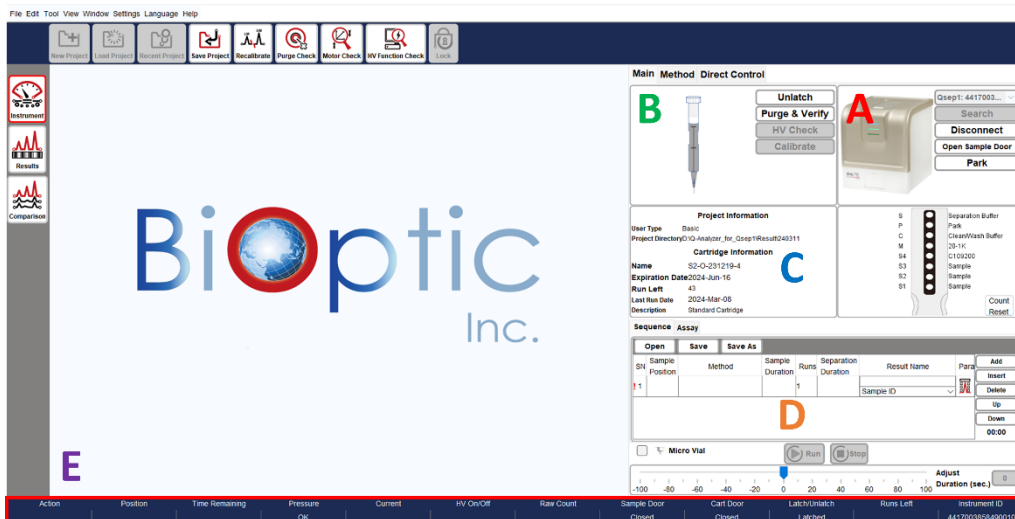 File Edit Tool View Window Settings Language Help
New Project Load Project Recent Project Save Project Recalibrate Purge Check Motor Check HV Function Check Lock
Instrument
Results
Comparison
BiOptic
Inc.
E
Main Method Direct Control
B
Unlatch
Purge & Verify
HV Check
Calibrate
A
Qsep1: 4417003...
Search
Disconnect
Open Sample Door
Park
Project Information
User Type Basic
Project Directory D:\Q-Analyzer_for_Qsep1\Result\240311
Cartridge Information
Name S2-O-231219-4
Expiration Date 2024-Jun-16
Run Left 43
Last Run Date 2024-Mar-08
Description Standard Cartridge
C
S Separation Buffer
P Park
C Clean/Wash Buffer
M 20-1K
S4 C109200
S3 Sample
S2 Sample
S1 Sample
Count
Reset
Sequence Assay
Open Save Save As
SN Sample Position Method Sample Duration Runs Separation Duration Result Name Para
! 1 1 Sample ID
Add
Insert
Delete
Up
Down
00:00
D
Micro Vial Run Stop
-100 -80 -60 -40 -20 0 20 40 60 80 100
Adjust
Duration (sec.) 0
Action Position Time Remaining Pressure Current HV On/Off Raw Count Sample Door Cart Door Latch/Unlatch Runs Left Instrument ID
OK Closed Closed Latched